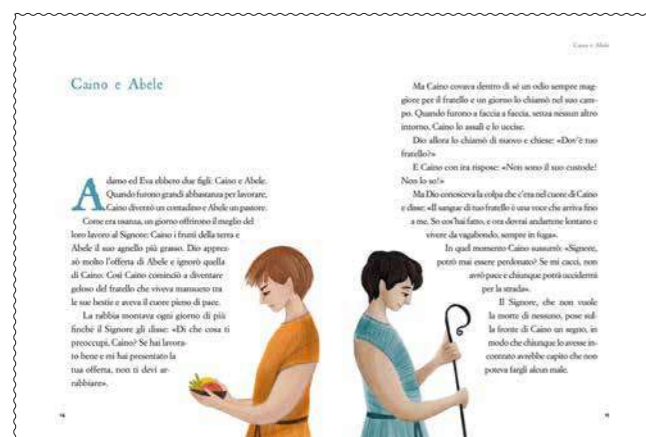 Caino e Abele
Adamo ed Eva ebbero due figli: Caino e Abele.
Quando furono grandi abbastanza per lavorare,
Caino diventò un contadino e Abele un pastore.
Come era usanza, un giorno offrirono il meglio del
loro lavoro al Signore: Caino i frutti della terra e
Abele il suo agnello più grasso. Dio apprez-
zò molto l'offerta di Abele e ignorò quella
di Caino. Così Caino cominciò a diventare
geloso del fratello che viveva mansueto tra
le sue bestie e aveva il cuore pieno di pace.
La rabbia montava ogni giorno di più
finché il Signore gli disse: «Di che cosa ti
preoccupi, Caino? Se hai lavora-
to bene e mi hai presentato la
tua offerta, non ti devi ar-
rabbiare».
14
Caino e Abele
Ma Caino covava dentro di sé un odio sempre mag-
giore per il fratello e un giorno lo chiamò nel suo cam-
po. Quando furono a faccia a faccia, senza nessun altro
intorno, Caino lo assalì e lo uccise.
Dio allora lo chiamò di nuovo e chiese: «Dov'è tuo
fratello?»
E Caino con ira rispose: «Non sono il suo custode!
Non lo so!»
Ma Dio conosceva la colpa che c'era nel cuore di Caino
e disse: «Il sangue di tuo fratello è una voce che arriva fino
a me. So cos'hai fatto, e ora dovrai andartene lontano e
vivere da vagabondo, sempre in fuga».
In quel momento Caino sussurrò: «Signore,
potrò mai essere perdonato? Se mi cacci, non
avrò pace e chiunque potrà uccidermi
per la strada».
Il Signore, che non vuole
la morte di nessuno, pose sul-
la fronte di Caino un segno, in
modo che chiunque lo avesse in-
contrato avrebbe capito che non
poteva fargli alcun male.
15